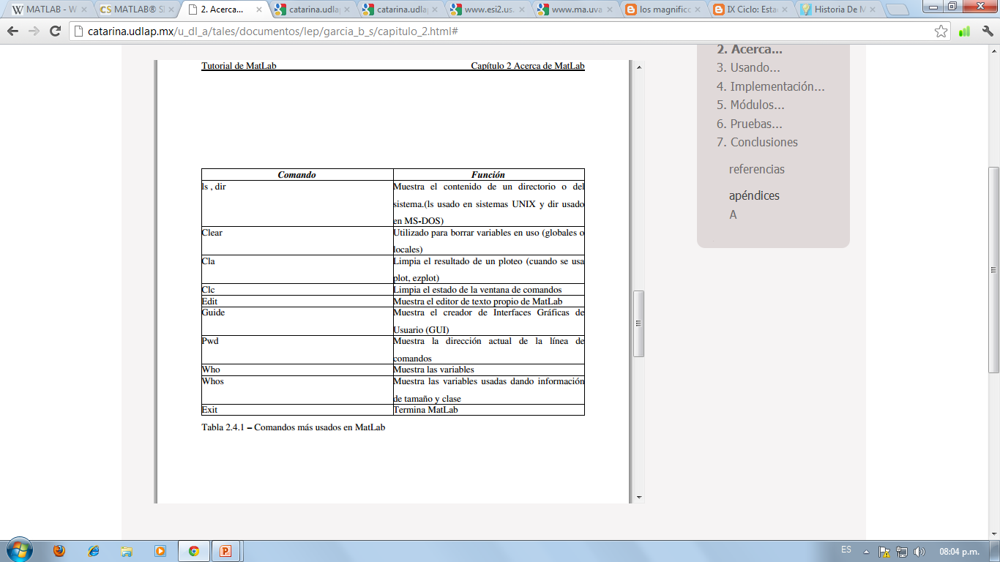 MATLAB - W
MATLAB® S
2. Acerca...
catarina.udlap
catarina.udla
www.esi2.us.
www.ma.uva
los magnifico
IX Ciclo: Esta
Historia De M
catarina.udlap.mx/u_dl_a/tales/documentos/lep/garcia_b_s/capitulo_2.html#
Tutorial de MatLab Capítulo 2 Acerca de MatLab
Comando Función
ls , dir Muestra el contenido de un directorio o del
sistema.(ls usado en sistemas UNIX y dir usado
en MS-DOS)
Clear Utilizado para borrar variables en uso (globales o
locales)
Cla Limpia el resultado de un ploteo (cuando se usa
plot, ezplot)
Clc Limpia el estado de la ventana de comandos
Edit Muestra el editor de texto propio de MatLab
Guide Muestra el creador de Interfaces Gráficas de
Usuario (GUI)
Pwd Muestra la dirección actual de la línea de
comandos
Who Muestra las variables
Whos Muestra las variables usadas dando información
de tamaño y clase
Exit Termina MatLab
Tabla 2.4.1 – Comandos más usados en MatLab
2. Acerca...
3. Usando...
4. Implementación...
5. Módulos...
6. Pruebas...
7. Conclusiones
referencias
apéndices
A
ES
08:04 p.m.